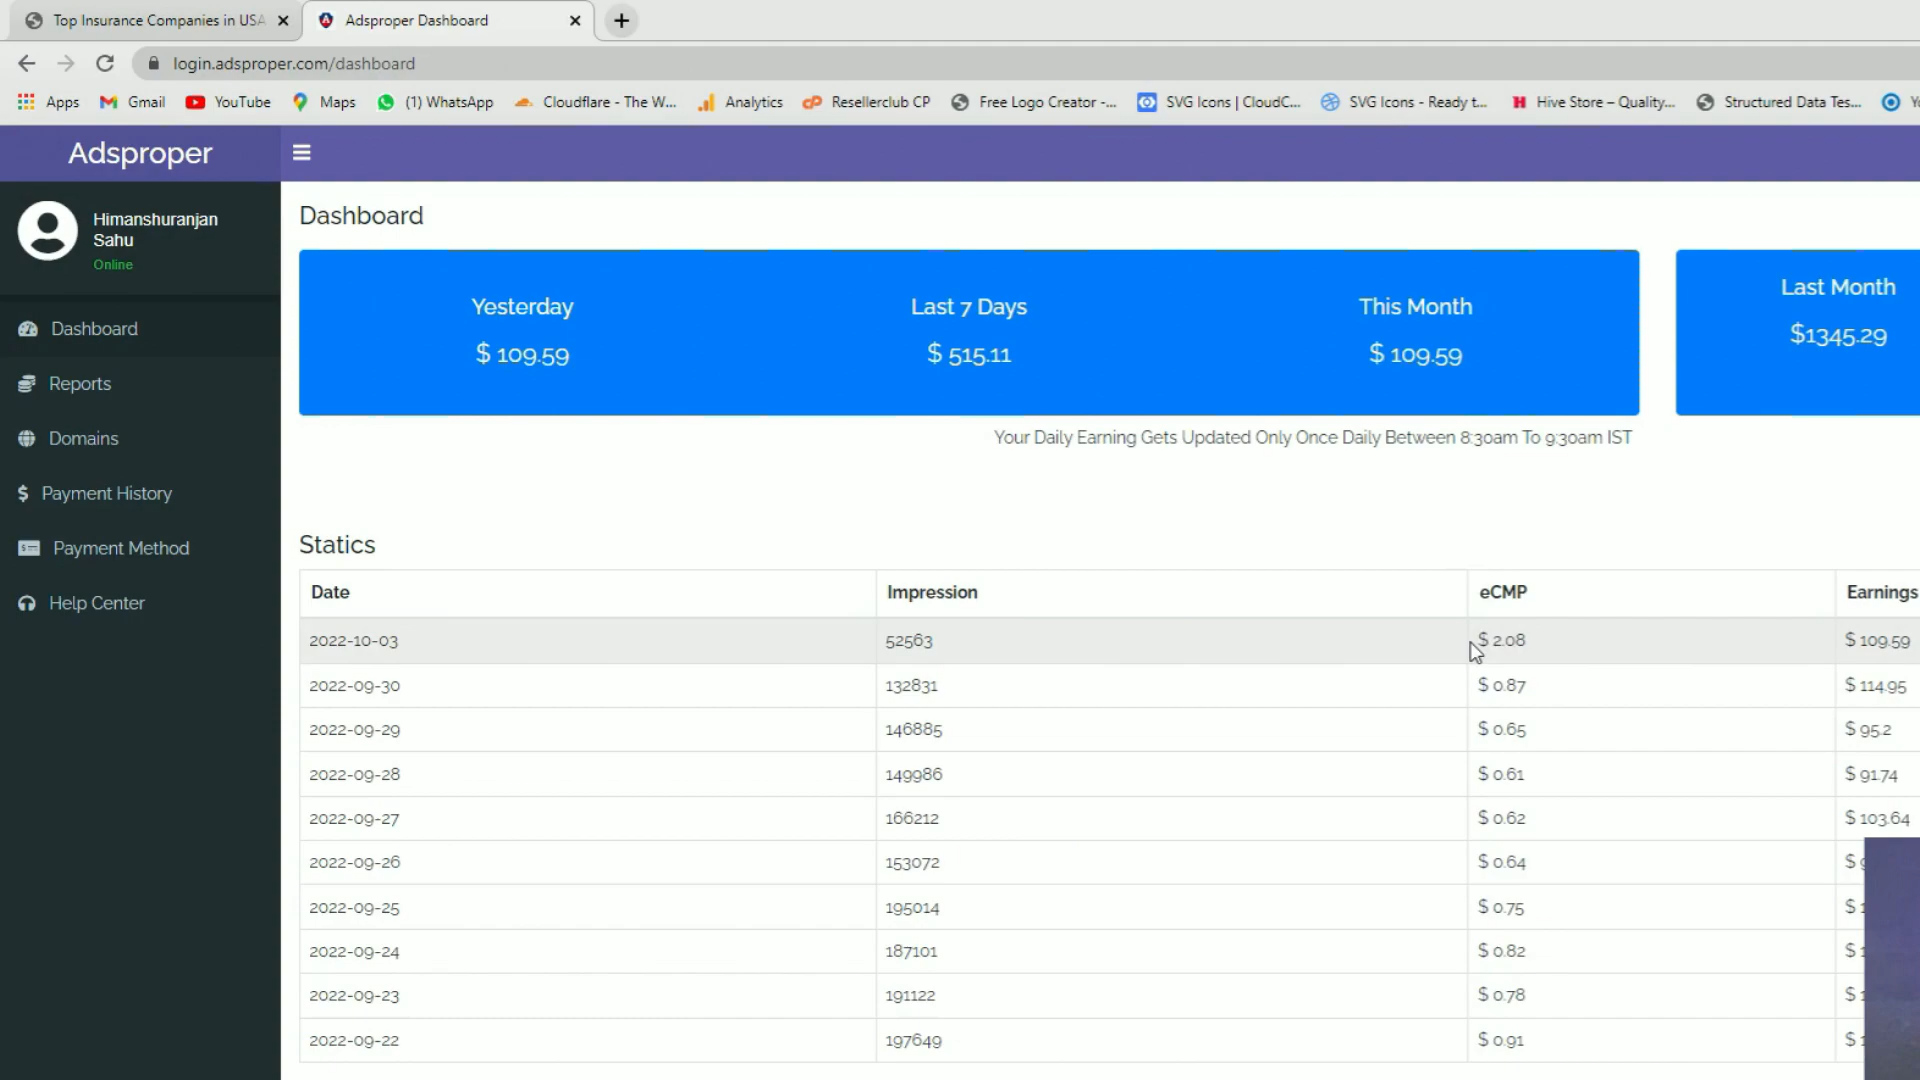 Top Insurance Companies in USA
Adsproper Dashboard
login.adsproper.com/dashboard
Apps Gmail YouTube Maps (1) WhatsApp Cloudflare - The W... Analytics Resellerclub CP Free Logo Creator -... SVG Icons | CloudC... SVG Icons - Ready t... Hive Store – Quality... Structured Data Tes...
Adsproper
Himanshuranjan
Sahu
Online
Dashboard
Reports
Domains
Payment History
Payment Method
Help Center
Dashboard
Yesterday Last 7 Days This Month Last Month
$ 109.59 $ 515.11 $ 109.59 $1345.29
Your Daily Earning Gets Updated Only Once Daily Between 8:30am To 9:30am IST
Statics
Date Impression eCMP Earnings
2022-10-03 52563 $ 2.08 $ 109.59
2022-09-30 132831 $ 0.87 $ 114.95
2022-09-29 146885 $ 0.65 $ 95.2
2022-09-28 149986 $ 0.61 $ 91.74
2022-09-27 166212 $ 0.62 $ 103.64
2022-09-26 153072 $ 0.64 $
2022-09-25 195014 $ 0.75 $ 1
2022-09-24 187101 $ 0.82 $ 1
2022-09-23 191122 $ 0.78 $ 1
2022-09-22 197649 $ 0.91 $ 1